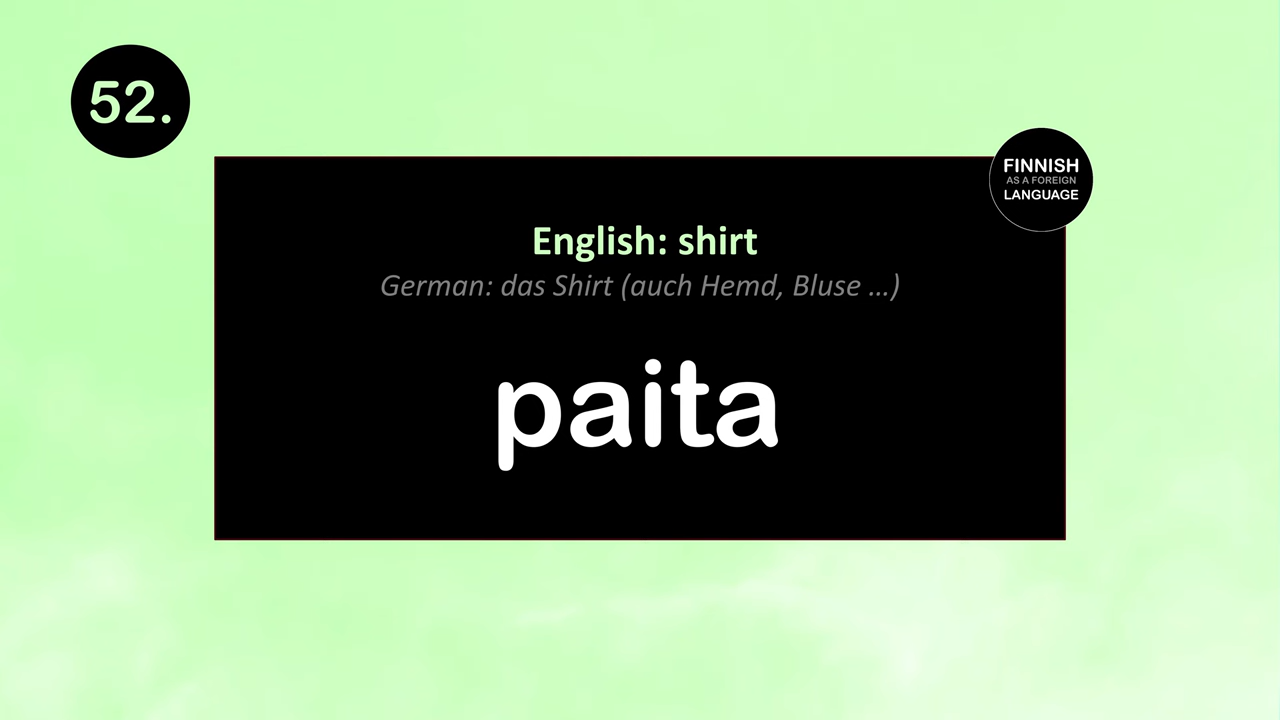 52.
FINNISH
AS A FOREIGN
LANGUAGE
English: shirt
German: das Shirt (auch Hemd, Bluse …)
paita